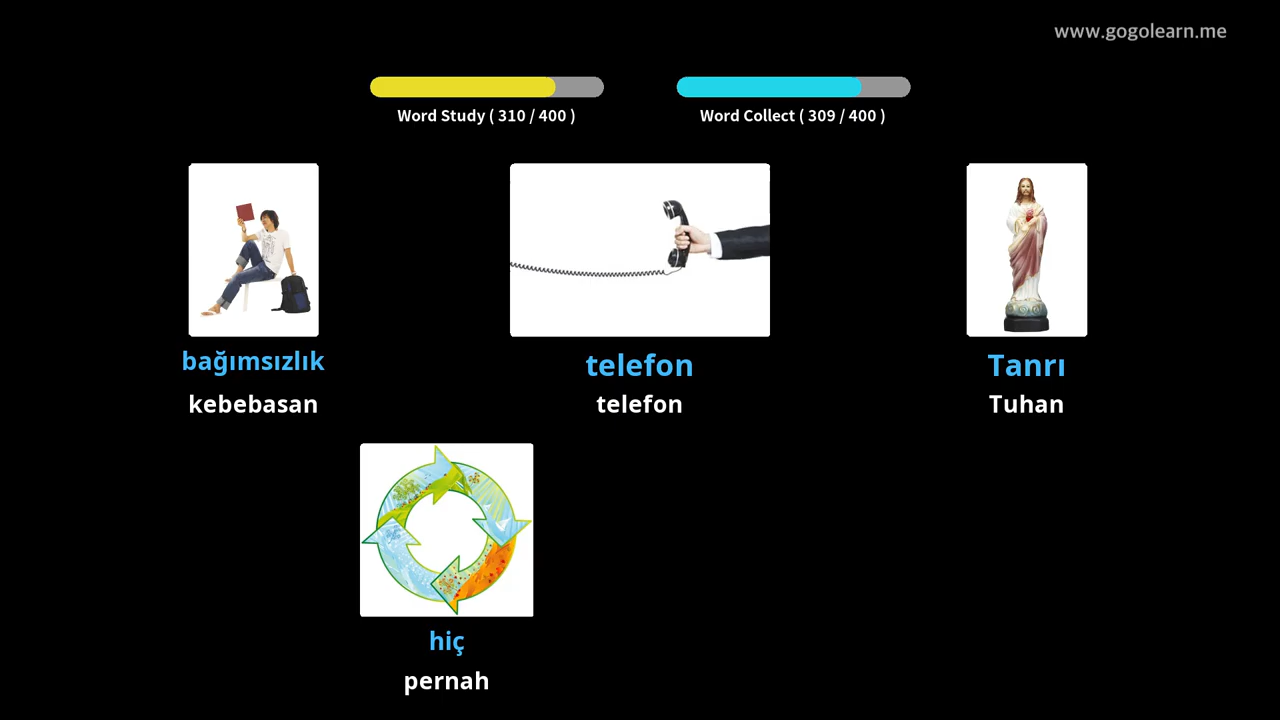 www.gogolearn.me
Word Study ( 310 / 400 )
Word Collect ( 309 / 400 )
bağımsızlık
kebebasan
telefon
telefon
Tanrı
Tuhan
hiç
pernah